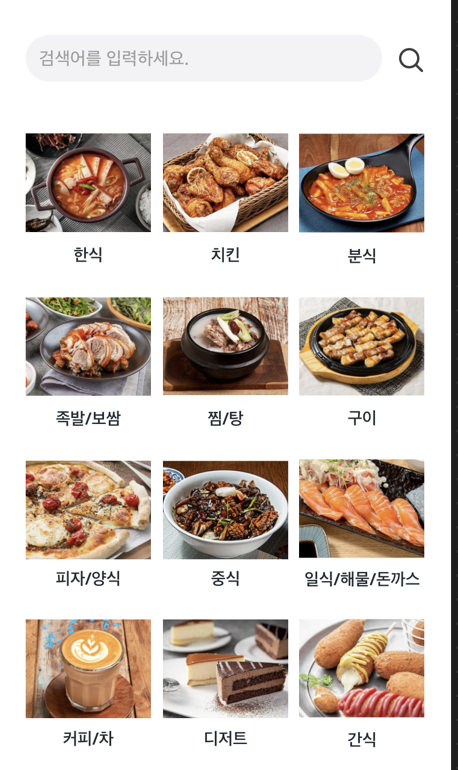 검색어를 입력하세요.
한식
치킨
분식
족발/보쌈
찜/탕
구이
피자/양식
중식
일식/해물/돈까스
커피/차
디저트
간식